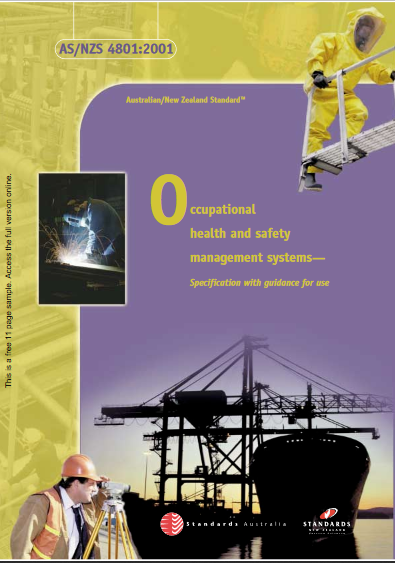 AS/NZS 4801:2001
Australian/New Zealand Standard™
Occupational
health and safety
management systems—
Specification with guidance for use
This is a free 11 page sample. Access the full version online.
Standards Australia
STANDARDS
NEW ZEALAND